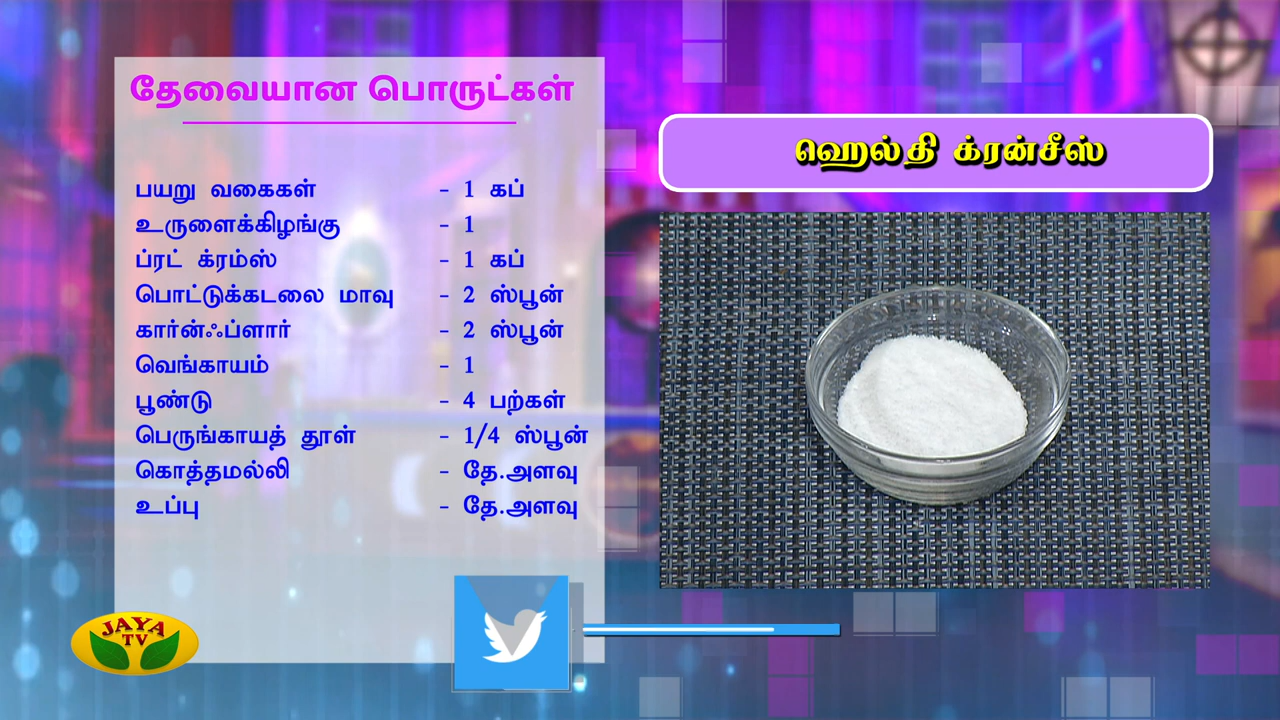 தேவையான பொருட்கள்
பயறு வகைகள் - 1 கப்
உருளைக்கிழங்கு - 1
ப்ரட் க்ரம்ஸ் - 1 கப்
பொட்டுக்கடலை மாவு - 2 ஸ்பூன்
கார்ன்ஃப்ளார் - 2 ஸ்பூன்
வெங்காயம் - 1
பூண்டு - 4 பற்கள்
பெருங்காயத் தூள் - 1/4 ஸ்பூன்
கொத்தமல்லி - தே.அளவு
உப்பு - தே.அளவு
ஹெல்தி க்ரன்சீஸ்
JAYA
TV